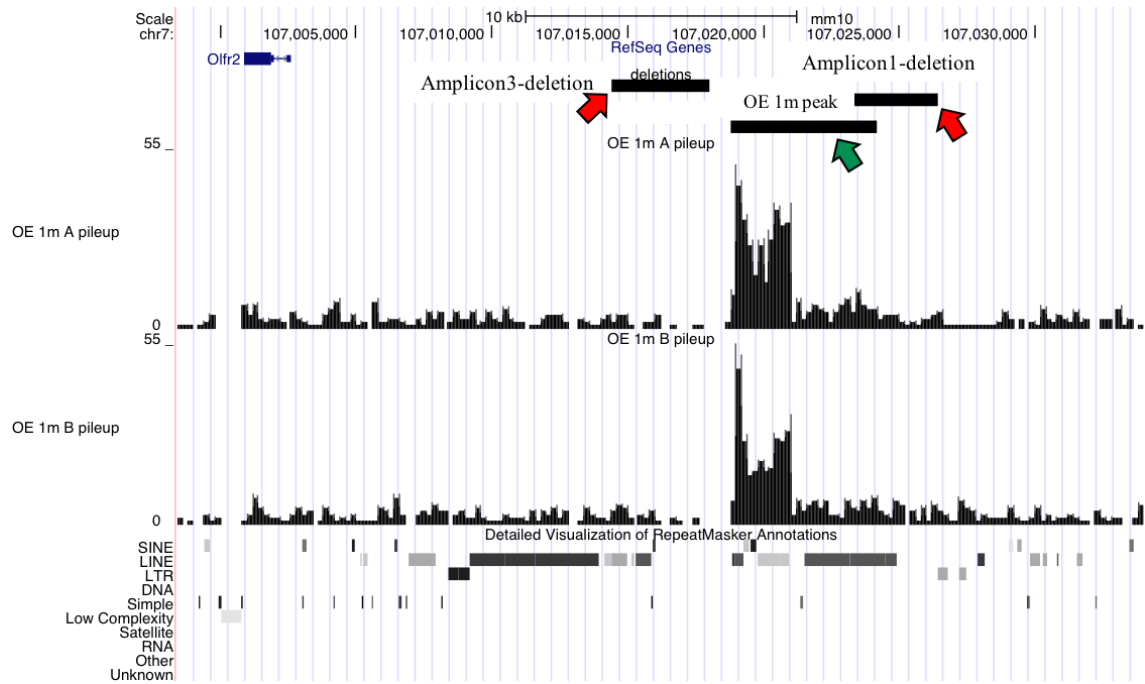 Scale
10 kb
mm10
chr7:
107,005,000
107,010,000
107,015,000
107,020,000
107,025,000
107,030,000
RefSeq Genes
Olfr2
deletions
Amplicon3-deletion
Amplicon1-deletion
OE 1m peak
55 _
OE 1m A pileup
OE 1m A pileup
0
55 _
OE 1m B pileup
OE 1m B pileup
0
Detailed Visualization of RepeatMasker Annotations
SINE
LINE
LTR
DNA
Simple
Low Complexity
Satellite
RNA
Other
Unknown